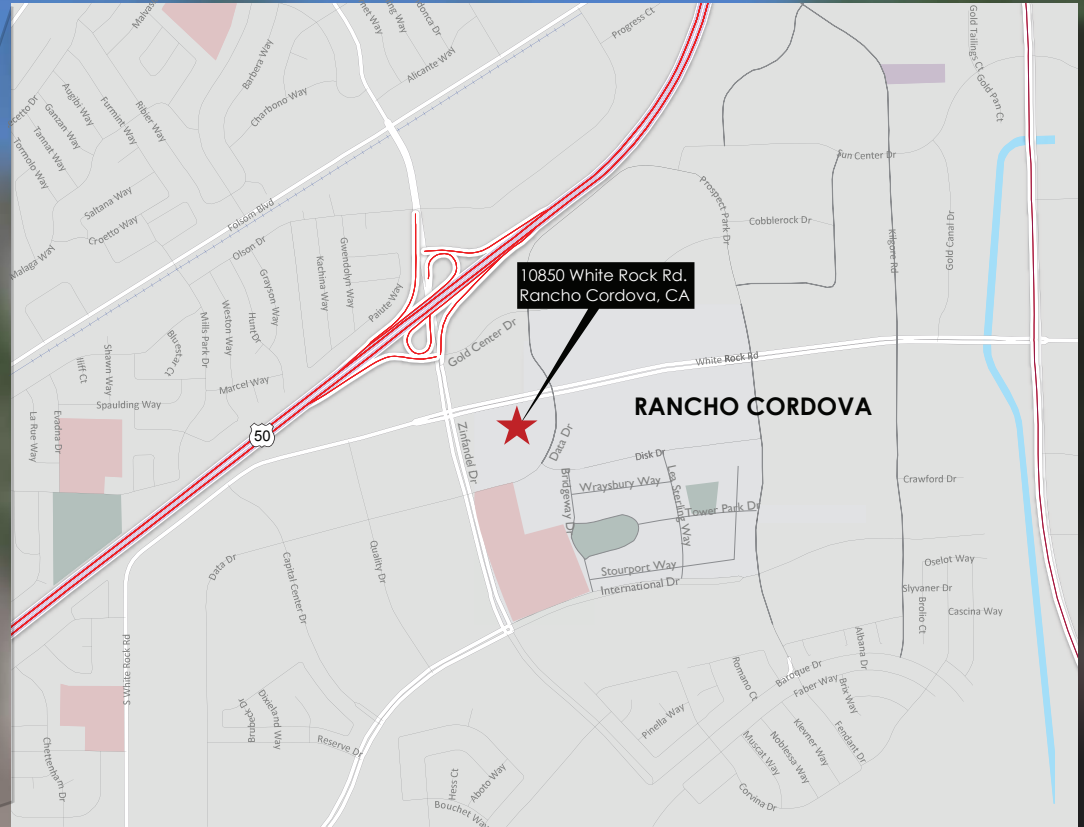 Progress Ct
Alicante Way
Barbera Way
Charbono Way
Augibi Way
Ganzan Way
Tannat Way
Tormolo Way
Furmint Way
Ribier Way
Gold Tailings Ct
Gold Pan Ct
Sun Center Dr
Saltana Way
Croetto Way
Malaga Way
Folsom Blvd
Olson Dr
Prospect Park Dr
Cobblerock Dr
Kilgore Rd
Gold Canal Dr
Grayson Way
Kachina Way
Gwendolyn Way
Paiute Way
10850 White Rock Rd.
Rancho Cordova, CA
Gold Center Dr
White Rock Rd
Hunt Dr
Weston Way
Mills Park Dr
Bluestar Ct
Shawn Way
Iliff Ct
Marcel Way
Spaulding Way
RANCHO CORDOVA
La Rue Way
Evadna Dr
50
Zinfandel Dr
Data Dr
Disk Dr
Bridgeway Dr
Wraysbury Way
Leo Sterling Way
Tower Park Dr
Crawford Dr
Stourport Way
International Dr
Data Dr
Capital Center Dr
Quality Dr
Oselot Way
Slyvaner Dr
Brolio Ct
Cascina Way
S White Rock Rd
Albana Dr
Baroque Dr
Romano Ct
Faber Way
Brix Way
Fendant Dr
Pinella Way
Klevner Way
Noblessa Way
Muscat Way
Corvina Dr
Dixieland Way
Brubeck Dr
Reserve Dr
Chettenham Dr
Hess Ct
Aboto Way
Bouchet Way